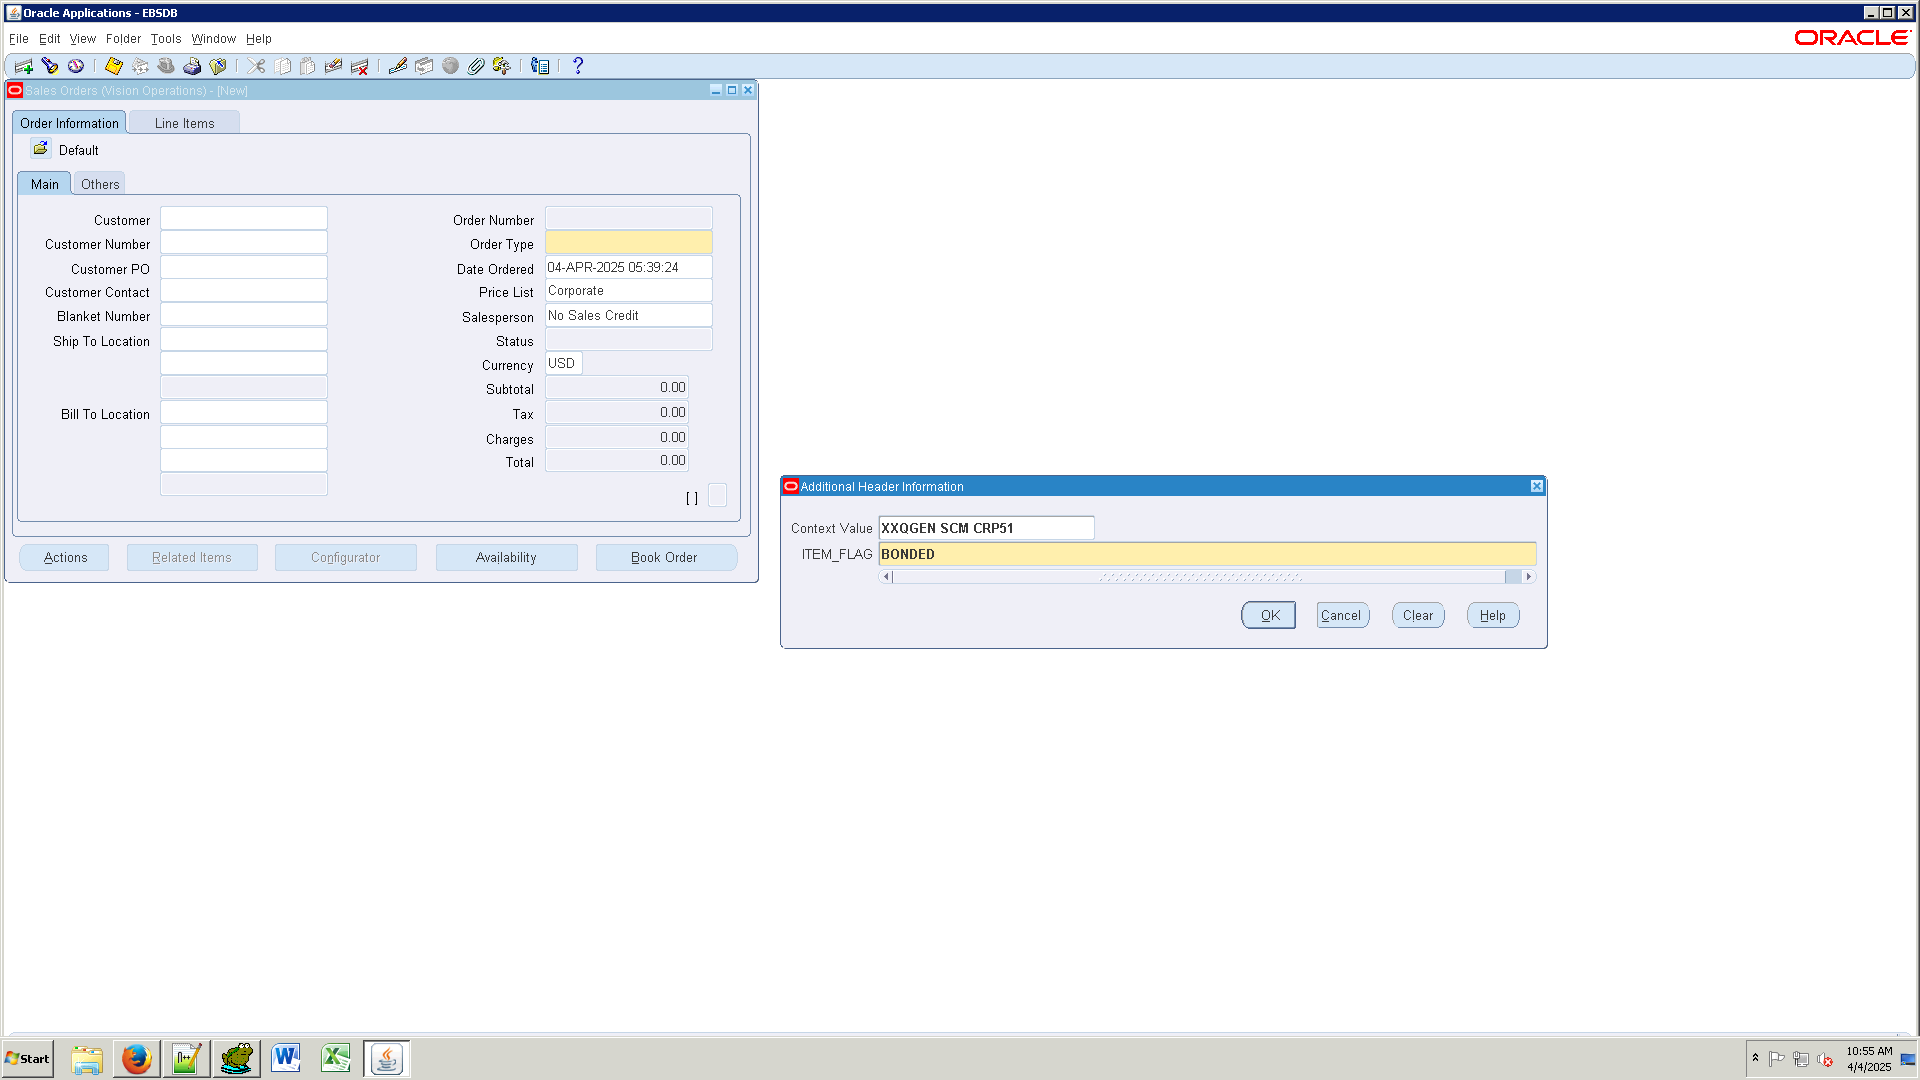 Oracle Applications - EBSDB
File Edit View Folder Tools Window Help
ORACLE
Sales Orders (Vision Operations) - [New]
Order Information Line Items
Default
Main Others
Customer
Customer Number
Customer PO
Customer Contact
Blanket Number
Ship To Location
Bill To Location
Order Number
Order Type
Date Ordered 04-APR-2025 05:39:24
Price List Corporate
Salesperson No Sales Credit
Status
Currency USD
Subtotal 0.00
Tax 0.00
Charges 0.00
Total 0.00
[ ]
Actions Related Items Configurator Availability Book Order
Additional Header Information
Context Value XXQGEN SCM CRP51
ITEM_FLAG BONDED
OK Cancel Clear Help
Start
10:55 AM
4/4/2025